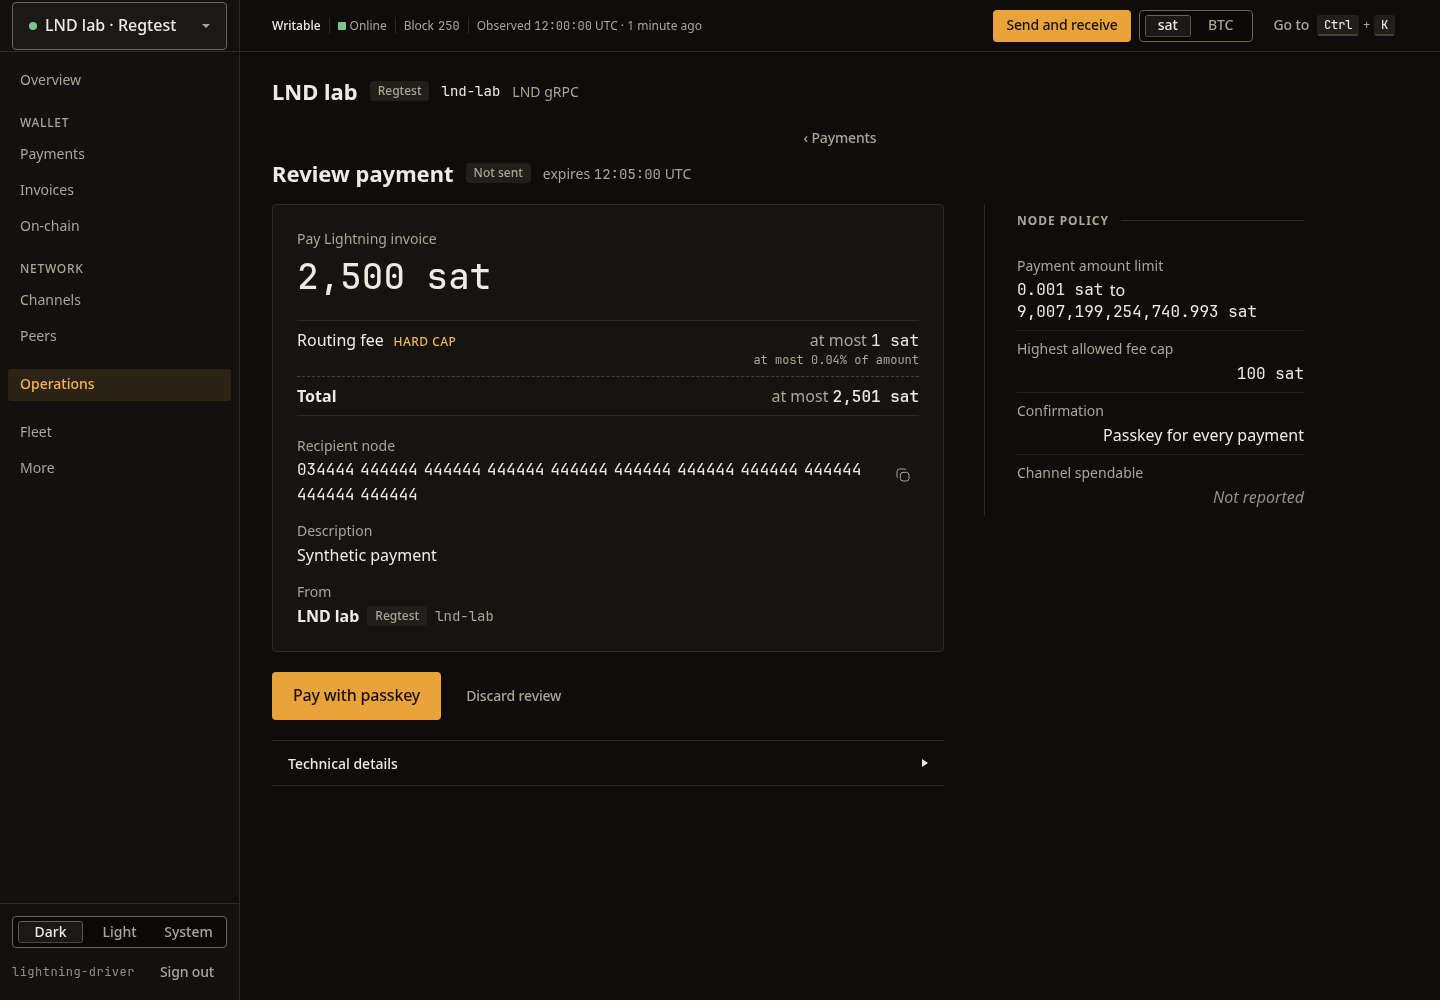 LND lab · Regtest
Writable
Online
Block 250
Observed 12:00:00 UTC · 1 minute ago
Send and receive
sat
BTC
Go to Ctrl + K
Overview
WALLET
Payments
Invoices
On-chain
NETWORK
Channels
Peers
Operations
Fleet
More
Dark
Light
System
lightning-driver
Sign out
LND lab Regtest lnd-lab LND gRPC
‹ Payments
Review payment Not sent expires 12:05:00 UTC
Pay Lightning invoice
2,500 sat
Routing fee HARD CAP at most 1 sat
at most 0.04% of amount
Total at most 2,501 sat
Recipient node
034444 444444 444444 444444 444444 444444 444444 444444 444444
444444 444444
Description
Synthetic payment
From
LND lab Regtest lnd-lab
Pay with passkey
Discard review
Technical details
NODE POLICY
Payment amount limit
0.001 sat to
9,007,199,254,740.993 sat
Highest allowed fee cap
100 sat
Confirmation
Passkey for every payment
Channel spendable
Not reported